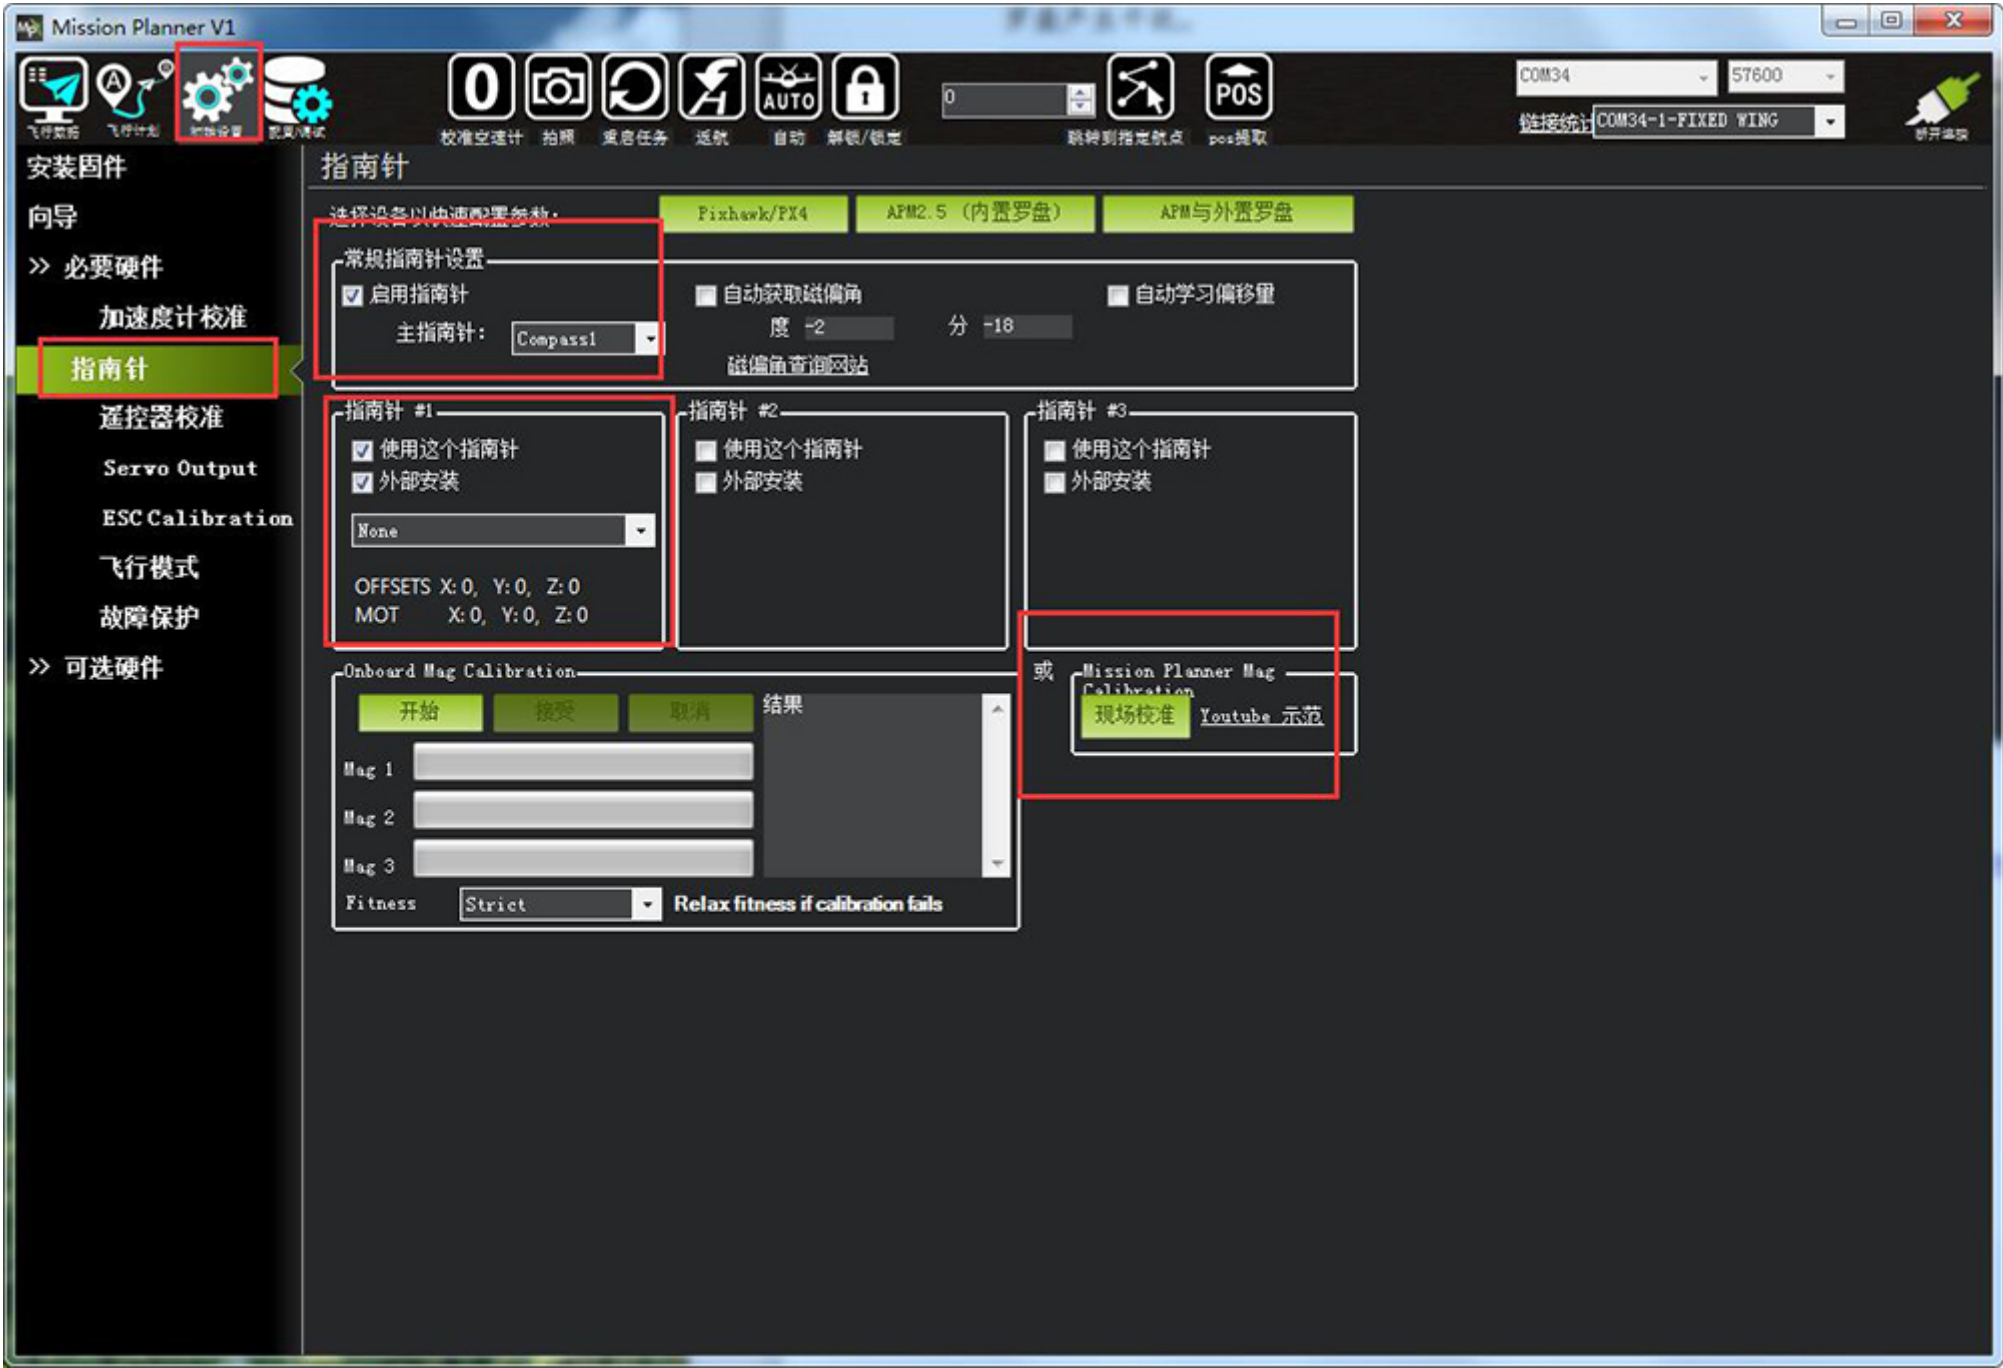 Mission Planner V1
飞行数据 飞行计划 初始设置 配置/调试
0 AUTO POS
校准空速计 拍照 重启任务 返航 自动 解锁/锁定 0 跳转到指定航点 pos提取
COM34 57600
链接统计 COM34-1-FIXED WING
断开连接
安装固件
向导
>> 必要硬件
加速度计校准
指南针
遥控器校准
Servo Output
ESC Calibration
飞行模式
故障保护
>> 可选硬件
指南针
选择设备以快速配置参数:
Pixhawk/PX4 APM2.5 (内置罗盘) APM与外置罗盘
常规指南针设置
启用指南针 自动获取磁偏角 自动学习偏移量
主指南针: Compass1 度 -2 分 -18
磁偏角查询网站
指南针 #1
使用这个指南针
外部安装
None
OFFSETS X: 0, Y: 0, Z: 0
MOT X: 0, Y: 0, Z: 0
指南针 #2
使用这个指南针
外部安装
指南针 #3
使用这个指南针
外部安装
Onboard Mag Calibration
开始 接受 取消 结果
Mag 1
Mag 2
Mag 3
Fitness Strict Relax fitness if calibration fails
或
Mission Planner Mag
Calibration
现场校准 Youtube 示范